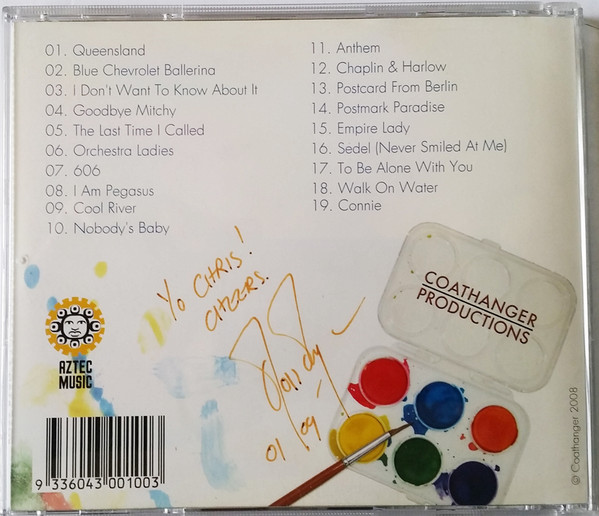 01. Queensland
02. Blue Chevrolet Ballerina
03. I Don't Want To Know About It
04. Goodbye Mitchy
05. The Last Time I Called
06. Orchestra Ladies
07. 606
08. I Am Pegasus
09. Cool River
10. Nobody's Baby
11. Anthem
12. Chaplin & Harlow
13. Postcard From Berlin
14. Postmark Paradise
15. Empire Lady
16. Sedel (Never Smiled At Me)
17. To Be Alone With You
18. Walk On Water
19. Connie
YO CHRIS!
CHEERS.
01/09
COATHANGER
PRODUCTIONS
AZTEC
MUSIC
9 336043 001003
© Coathanger 2008